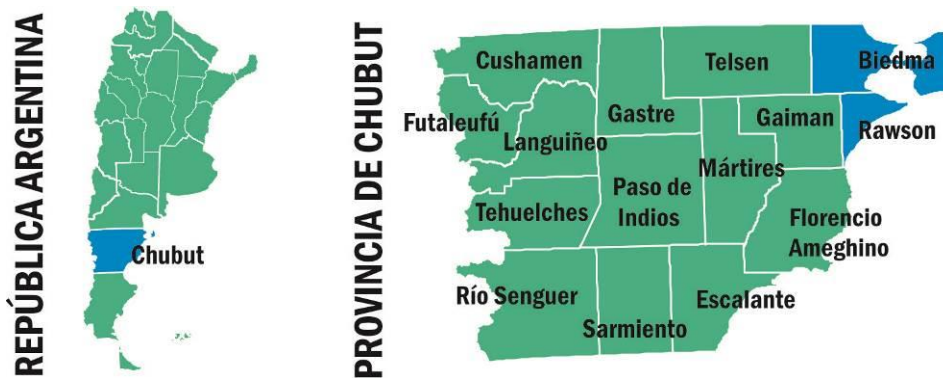 REPÚBLICA ARGENTINA
Chubut
PROVINCIA DE CHUBUT
Cushamen
Telsen
Biedma
Futaleufú
Languiñeo
Gastre
Gaiman
Rawson
Mártires
Paso de
Indios
Tehuelches
Florencio
Ameghino
Río Senguer
Sarmiento
Escalante